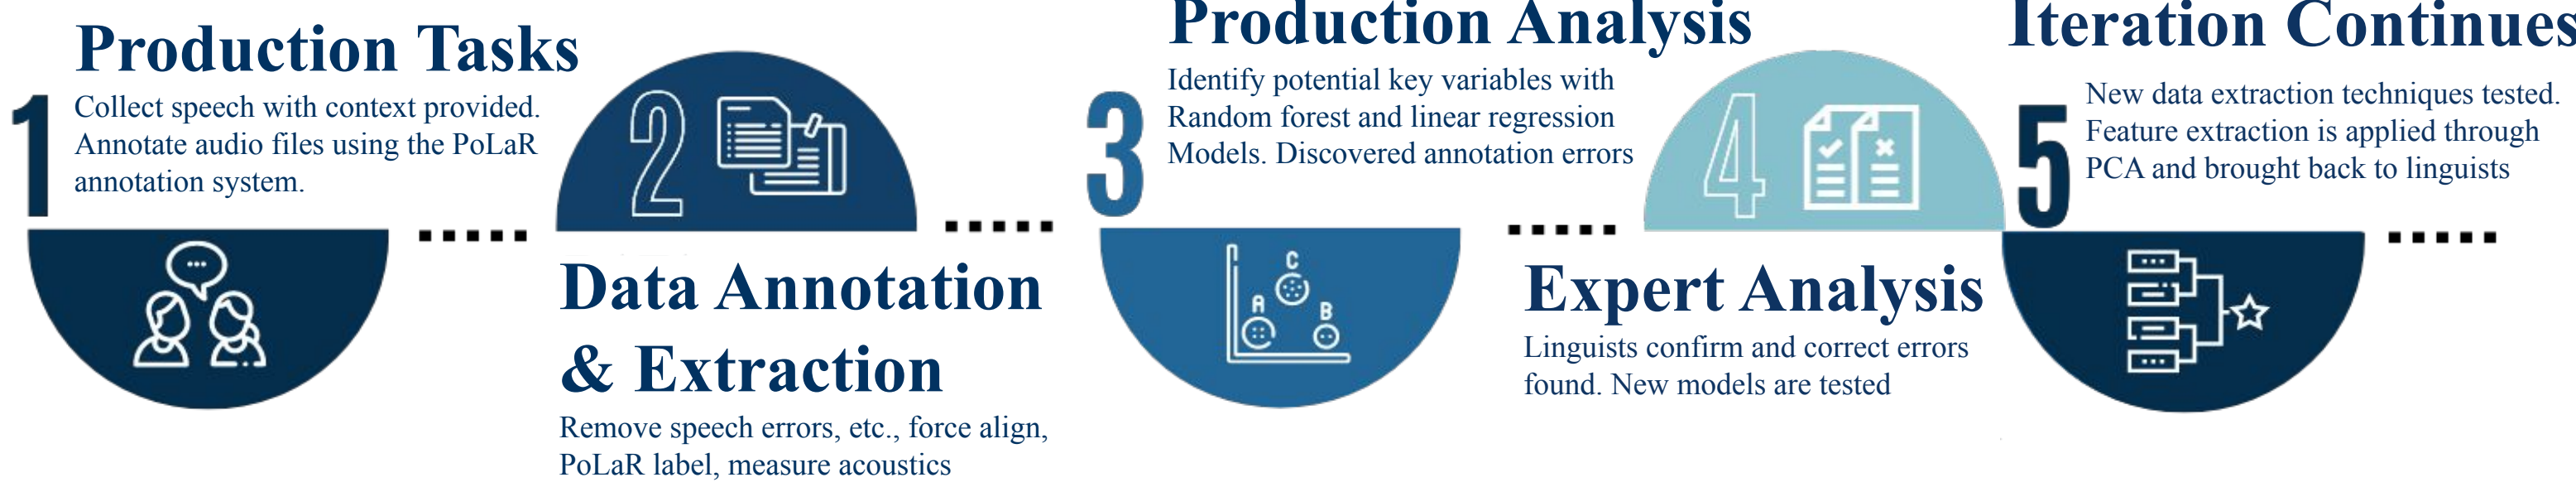 Production Tasks
1
Collect speech with context provided.
Annotate audio files using the PoLaR
annotation system.
2
Data Annotation
& Extraction
Remove speech errors, etc., force align,
PoLaR label, measure acoustics
Production Analysis
3
Identify potential key variables with
Random forest and linear regression
Models. Discovered annotation errors
C
A
B
4
Expert Analysis
Linguists confirm and correct errors
found. New models are tested
Iteration Continues
5
New data extraction techniques tested.
Feature extraction is applied through
PCA and brought back to linguists